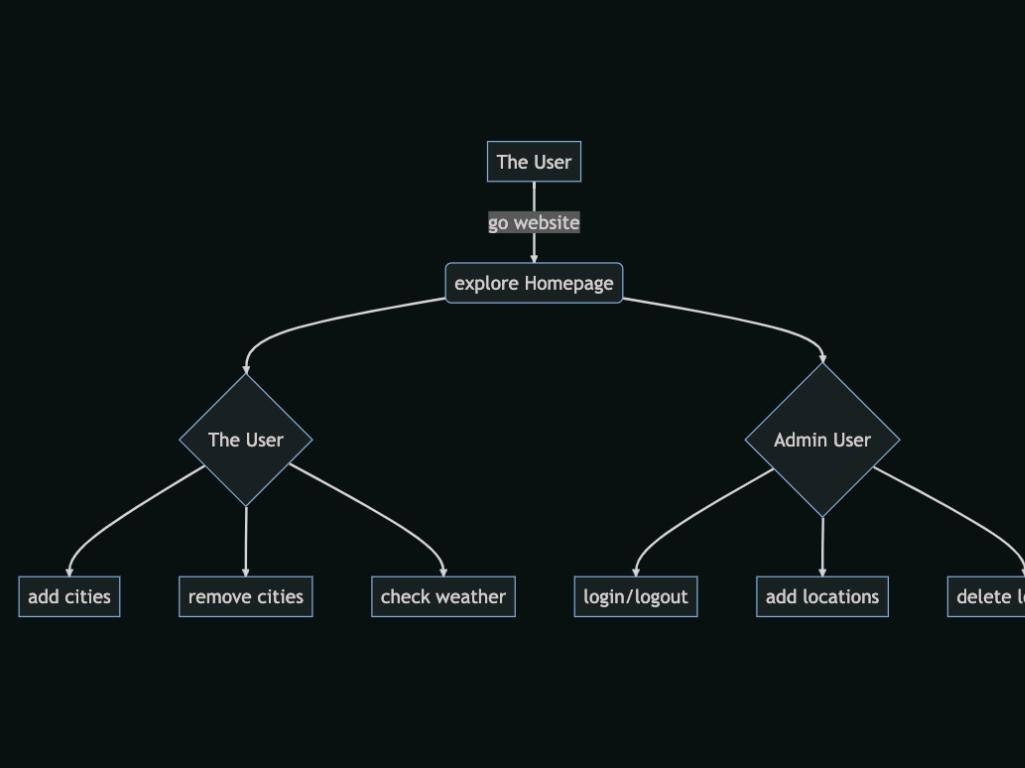 The User
go website
explore Homepage
The User
Admin User
add cities
remove cities
check weather
login/logout
add locations
delete